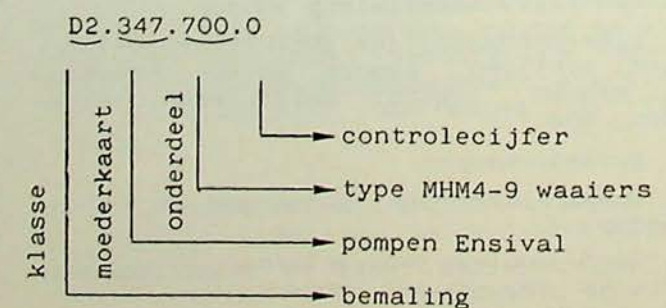 D2.347.700.0
klasse
moederkaart
onderdeel
controlecijfer
type MHM4-9 waaiers
pompen Ensival
bemaling